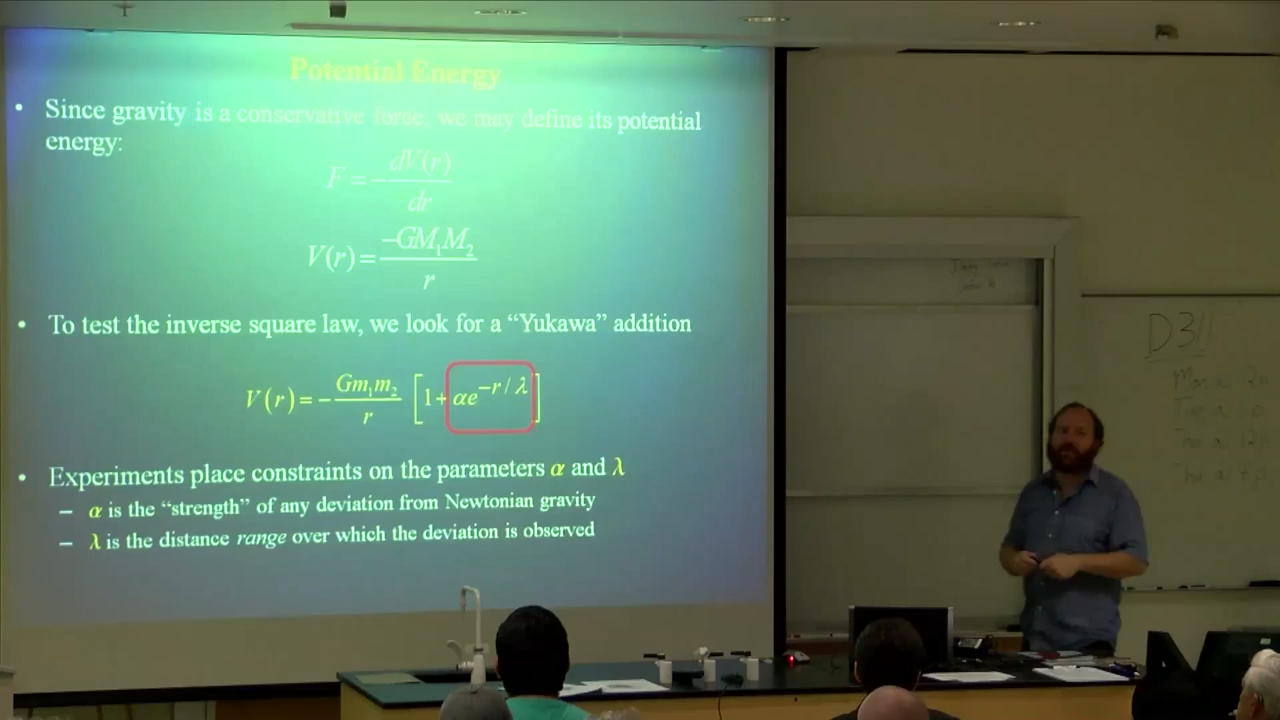 Potential Energy
• Since gravity is a conservative force, we may define its potential
energy:
F = -dV(r)/dr
V(r) = -GM₁M₂/r
• To test the inverse square law, we look for a “Yukawa” addition
V(r) = -Gm₁m₂/r [1+ αe^(-r/λ)]
• Experiments place constraints on the parameters α and λ
– α is the “strength” of any deviation from Newtonian gravity
– λ is the distance range over which the deviation is observed
D3!!